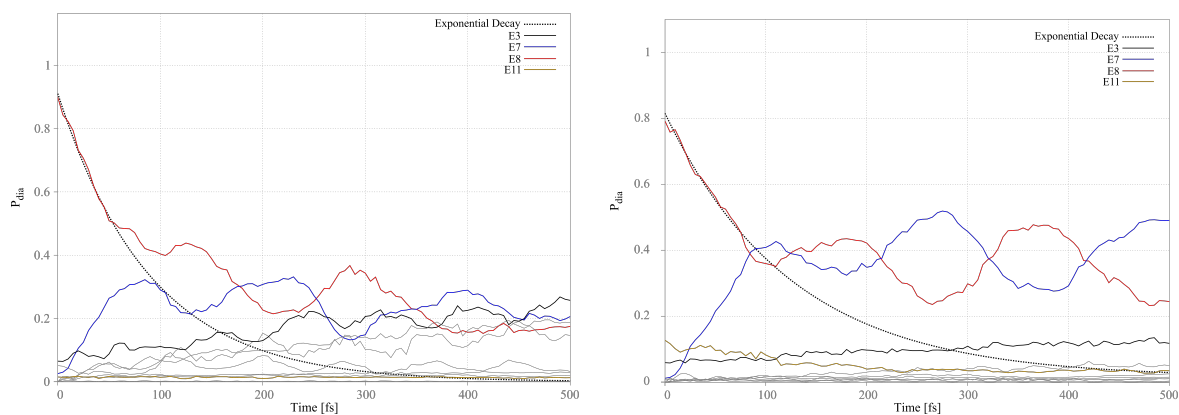 Exponential Decay
E3
E7
E8
E11
1
0.8
0.6
0.4
0.2
0
P_dia
0 100 200 300 400 500
Time [fs]
Exponential Decay
E3
E7
E8
E11
1
0.8
0.6
0.4
0.2
0
P_dia
0 100 200 300 400 500
Time [fs]